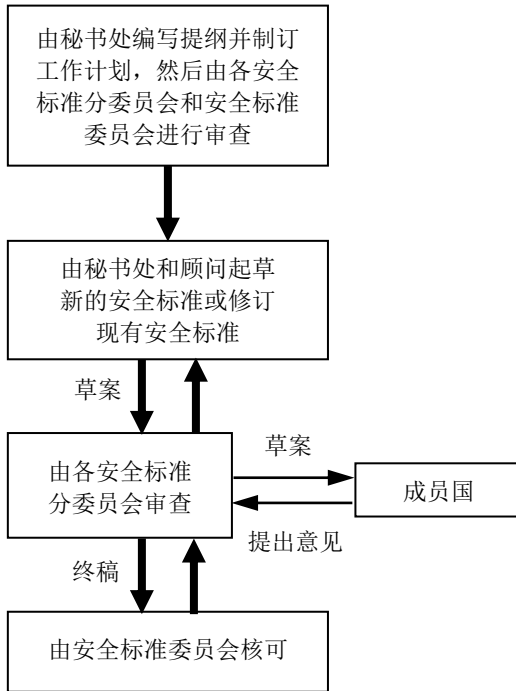 由秘书处编写提纲并制订
工作计划，然后由各安全
标准分委员会和安全标准
委员会进行审查
由秘书处和顾问起草
新的安全标准或修订
现有安全标准
草案
由各安全标准
分委员会审查
草案
成员国
提出意见
终稿
由安全标准委员会核可